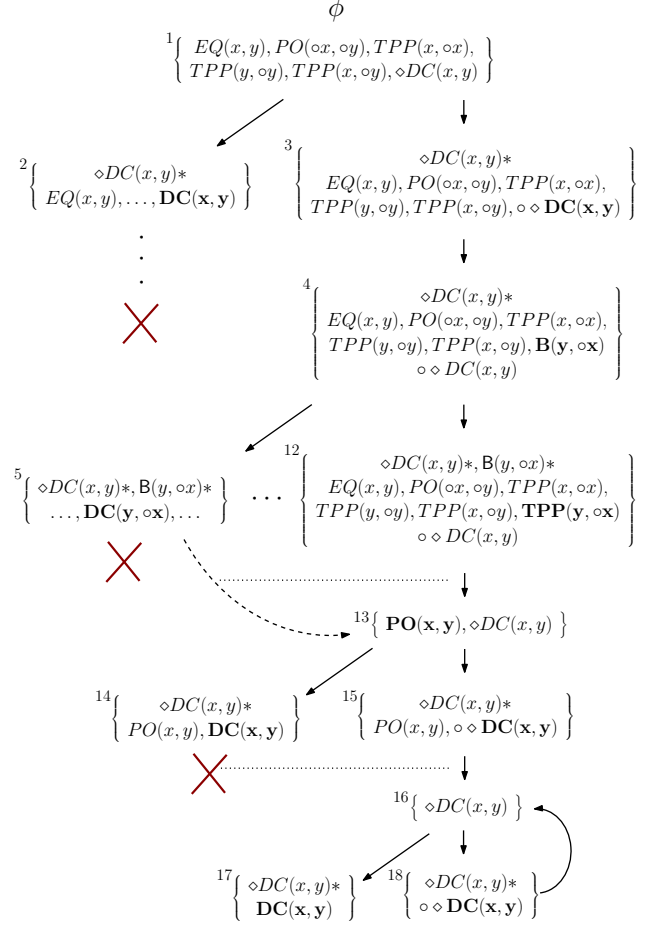 ϕ
1 { EQ(x, y), PO(∘x, ∘y), TPP(x, ∘x),
TPP(y, ∘y), TPP(x, ∘y), ⋄DC(x, y) }
2 { ⋄DC(x, y)∗
EQ(x, y), . . . , DC(x, y) }
3 { ⋄DC(x, y)∗
EQ(x, y), PO(∘x, ∘y), TPP(x, ∘x),
TPP(y, ∘y), TPP(x, ∘y), ∘ ⋄ DC(x, y) }
4 { ⋄DC(x, y)∗
EQ(x, y), PO(∘x, ∘y), TPP(x, ∘x),
TPP(y, ∘y), TPP(x, ∘y), B(y, ∘x)
∘ ⋄ DC(x, y) }
5 { ⋄DC(x, y)∗, B(y, ∘x)∗
. . . , DC(y, ∘x), . . . }
· · ·
12 { ⋄DC(x, y)∗, B(y, ∘x)∗
EQ(x, y), PO(∘x, ∘y), TPP(x, ∘x),
TPP(y, ∘y), TPP(x, ∘y), TPP(y, ∘x)
∘ ⋄ DC(x, y) }
13 { PO(x, y), ⋄DC(x, y) }
14 { ⋄DC(x, y)∗
PO(x, y), DC(x, y) }
15 { ⋄DC(x, y)∗
PO(x, y), ∘ ⋄ DC(x, y) }
16 { ⋄DC(x, y) }
17 { ⋄DC(x, y)∗
DC(x, y) }
18 { ⋄DC(x, y)∗
∘ ⋄ DC(x, y) }